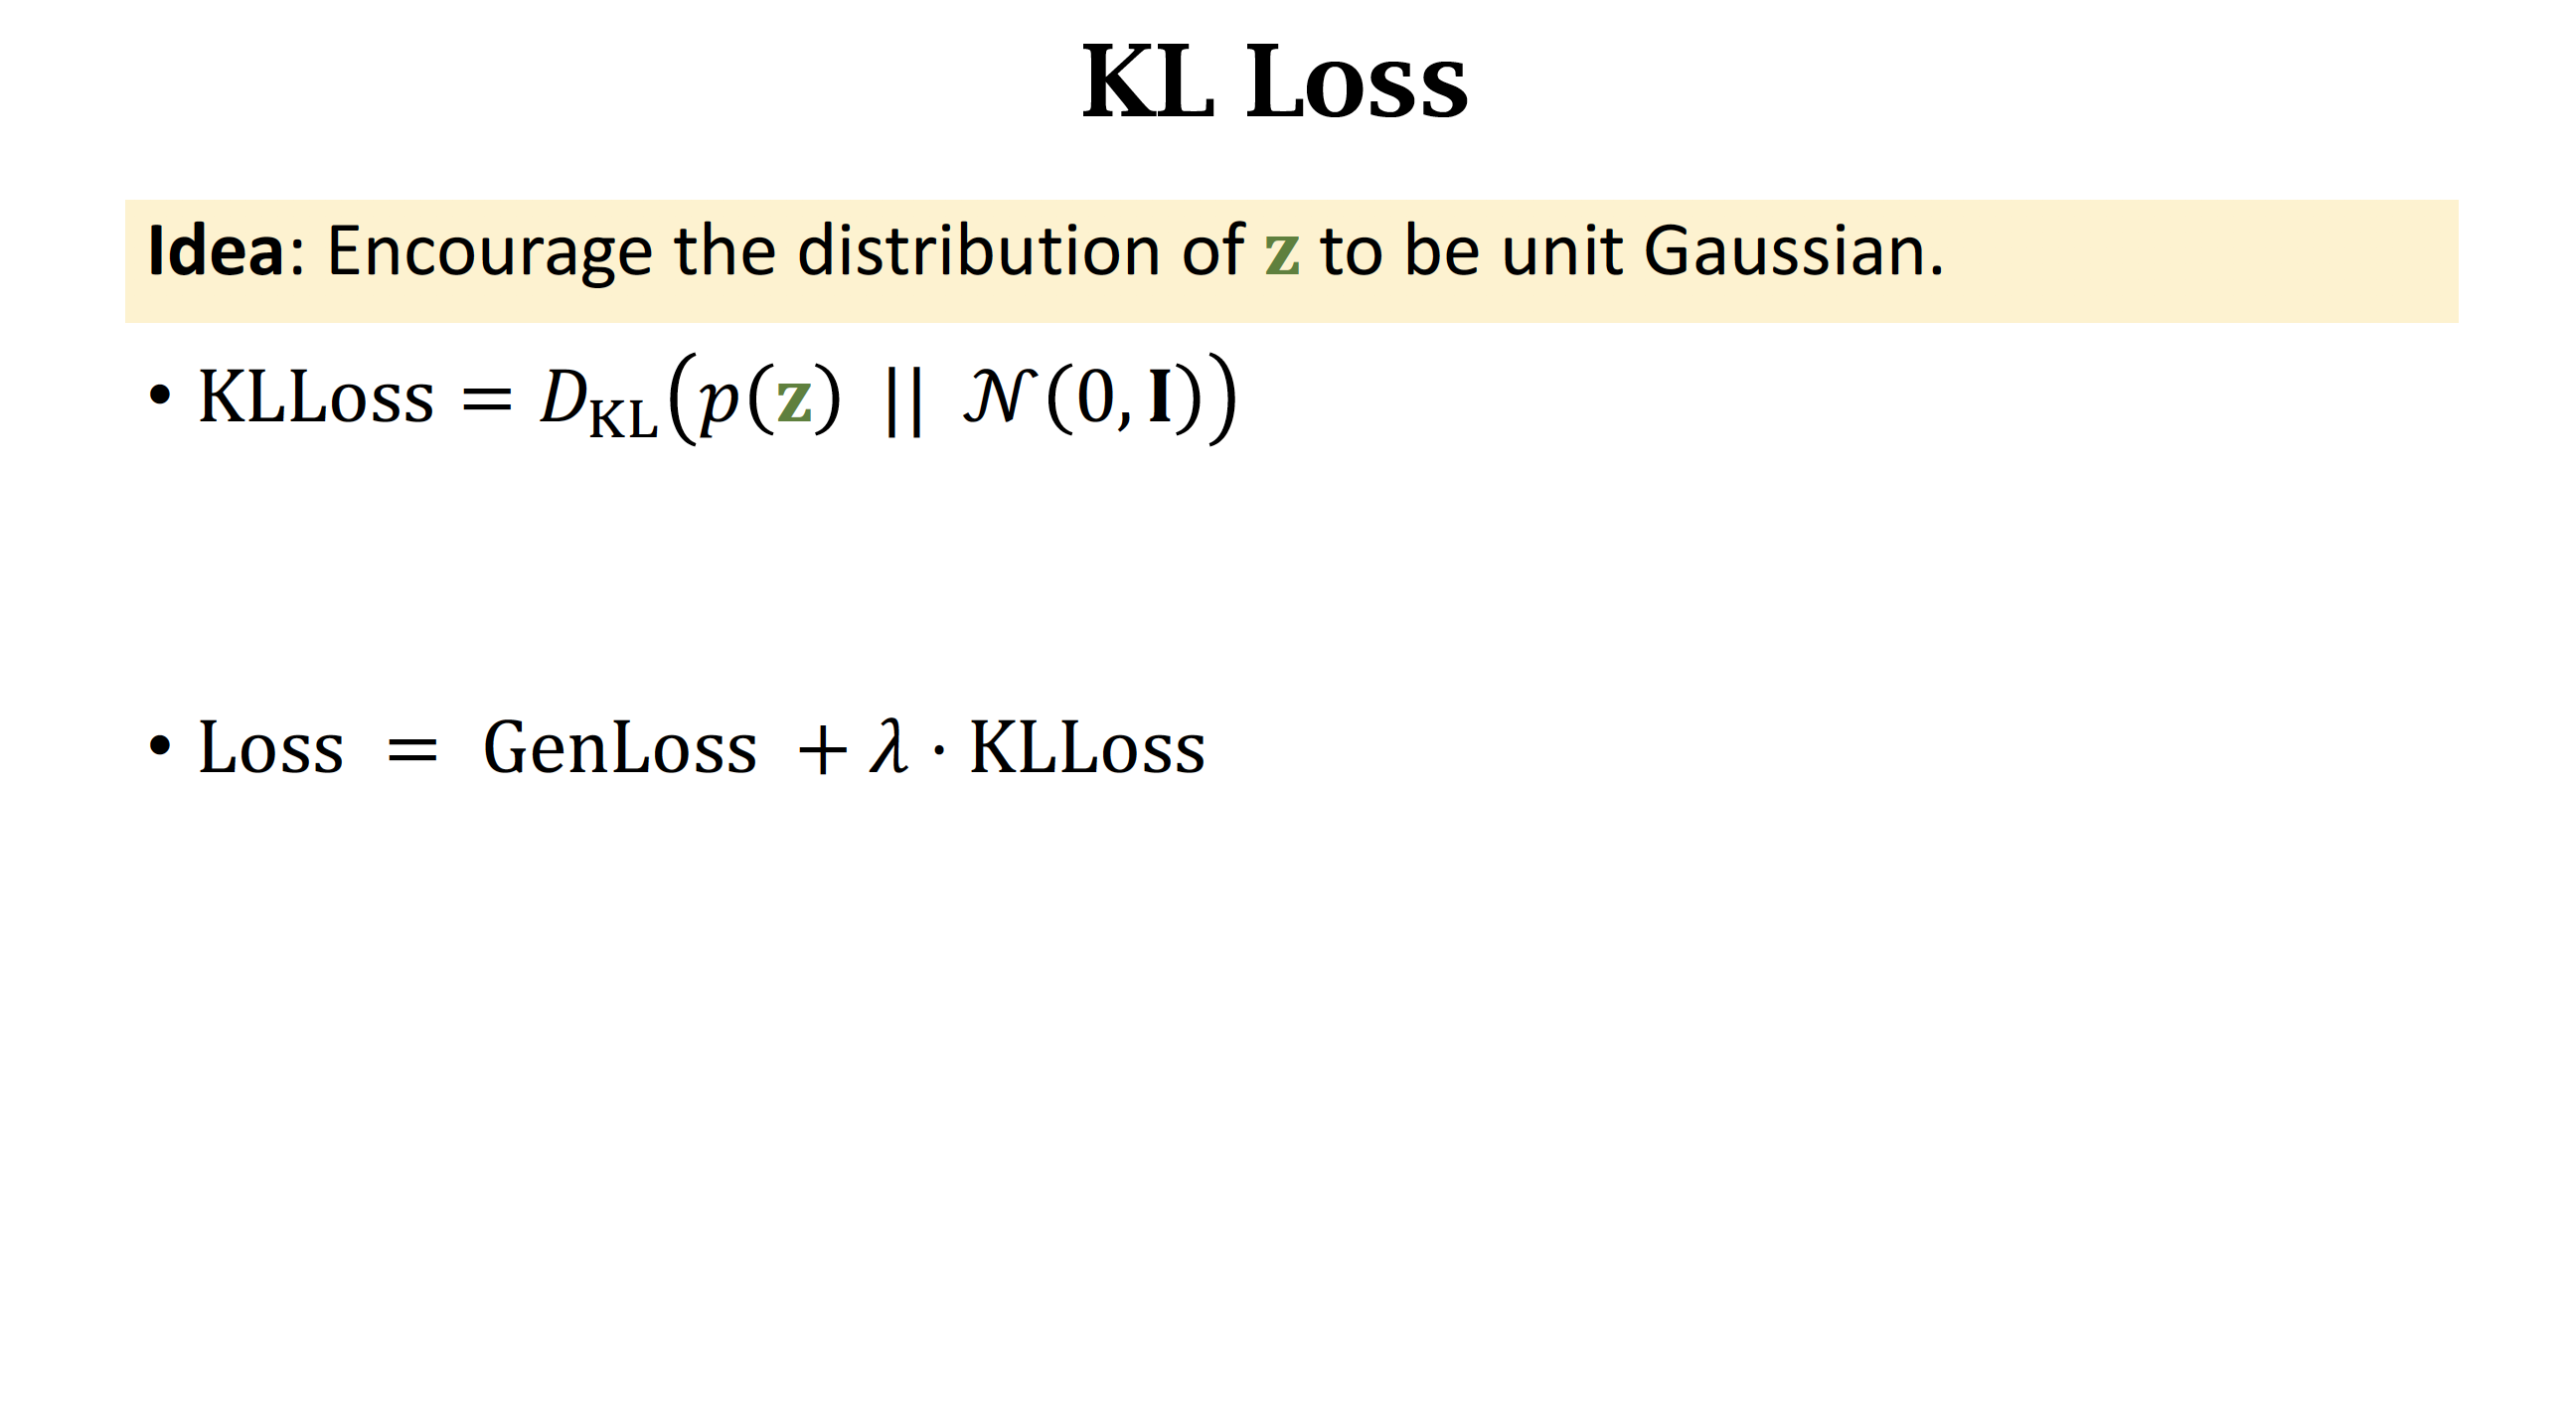 KL Loss
Idea: Encourage the distribution of z to be unit Gaussian.
• KLLoss = D_KL(p(z) || 𝒩(0, I))
• Loss = GenLoss + λ · KLLoss